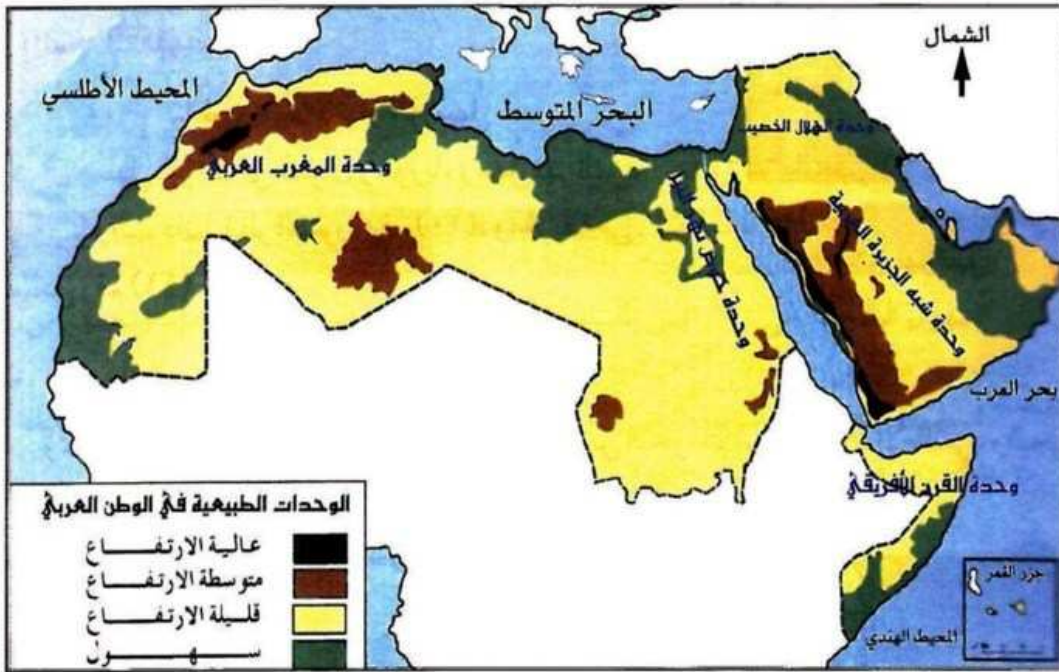 الشمال
المحيط الأطلسي
البحر المتوسط
وحدة الهلال الخصيب
وحدة المغرب العربي
وحدة حوض نهر النيل
وحدة شبه الجزيرة العربية
بحر العرب
وحدة القرن الأفريقي
جزر القمر
المحيط الهندي
الوحدات الطبيعية في الوطن العربي
عالية الارتفاع
متوسطة الارتفاع
قليلة الارتفاع
سهول